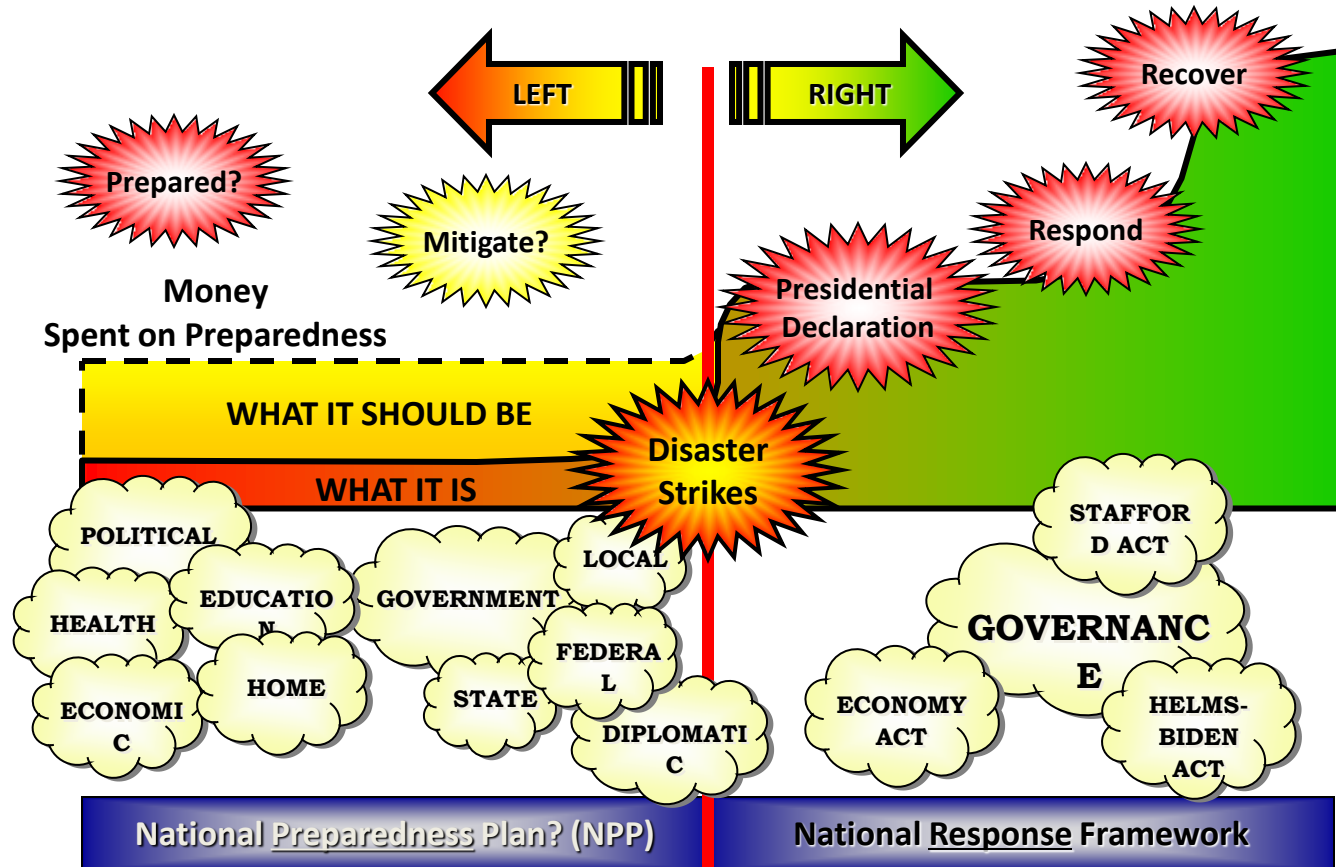 LEFT
RIGHT
Recover
Prepared?
Mitigate?
Respond
Money
Spent on Preparedness
Presidential
Declaration
WHAT IT SHOULD BE
WHAT IT IS
Disaster
Strikes
POLITICAL
HEALTH
EDUCATIO
N
ECONOMI
C
HOME
GOVERNMENT
LOCAL
FEDERA
L
STATE
DIPLOMATI
C
STAFFOR
D ACT
GOVERNANC
E
ECONOMY
ACT
HELMS-
BIDEN
ACT
National Preparedness Plan? (NPP)
National Response Framework